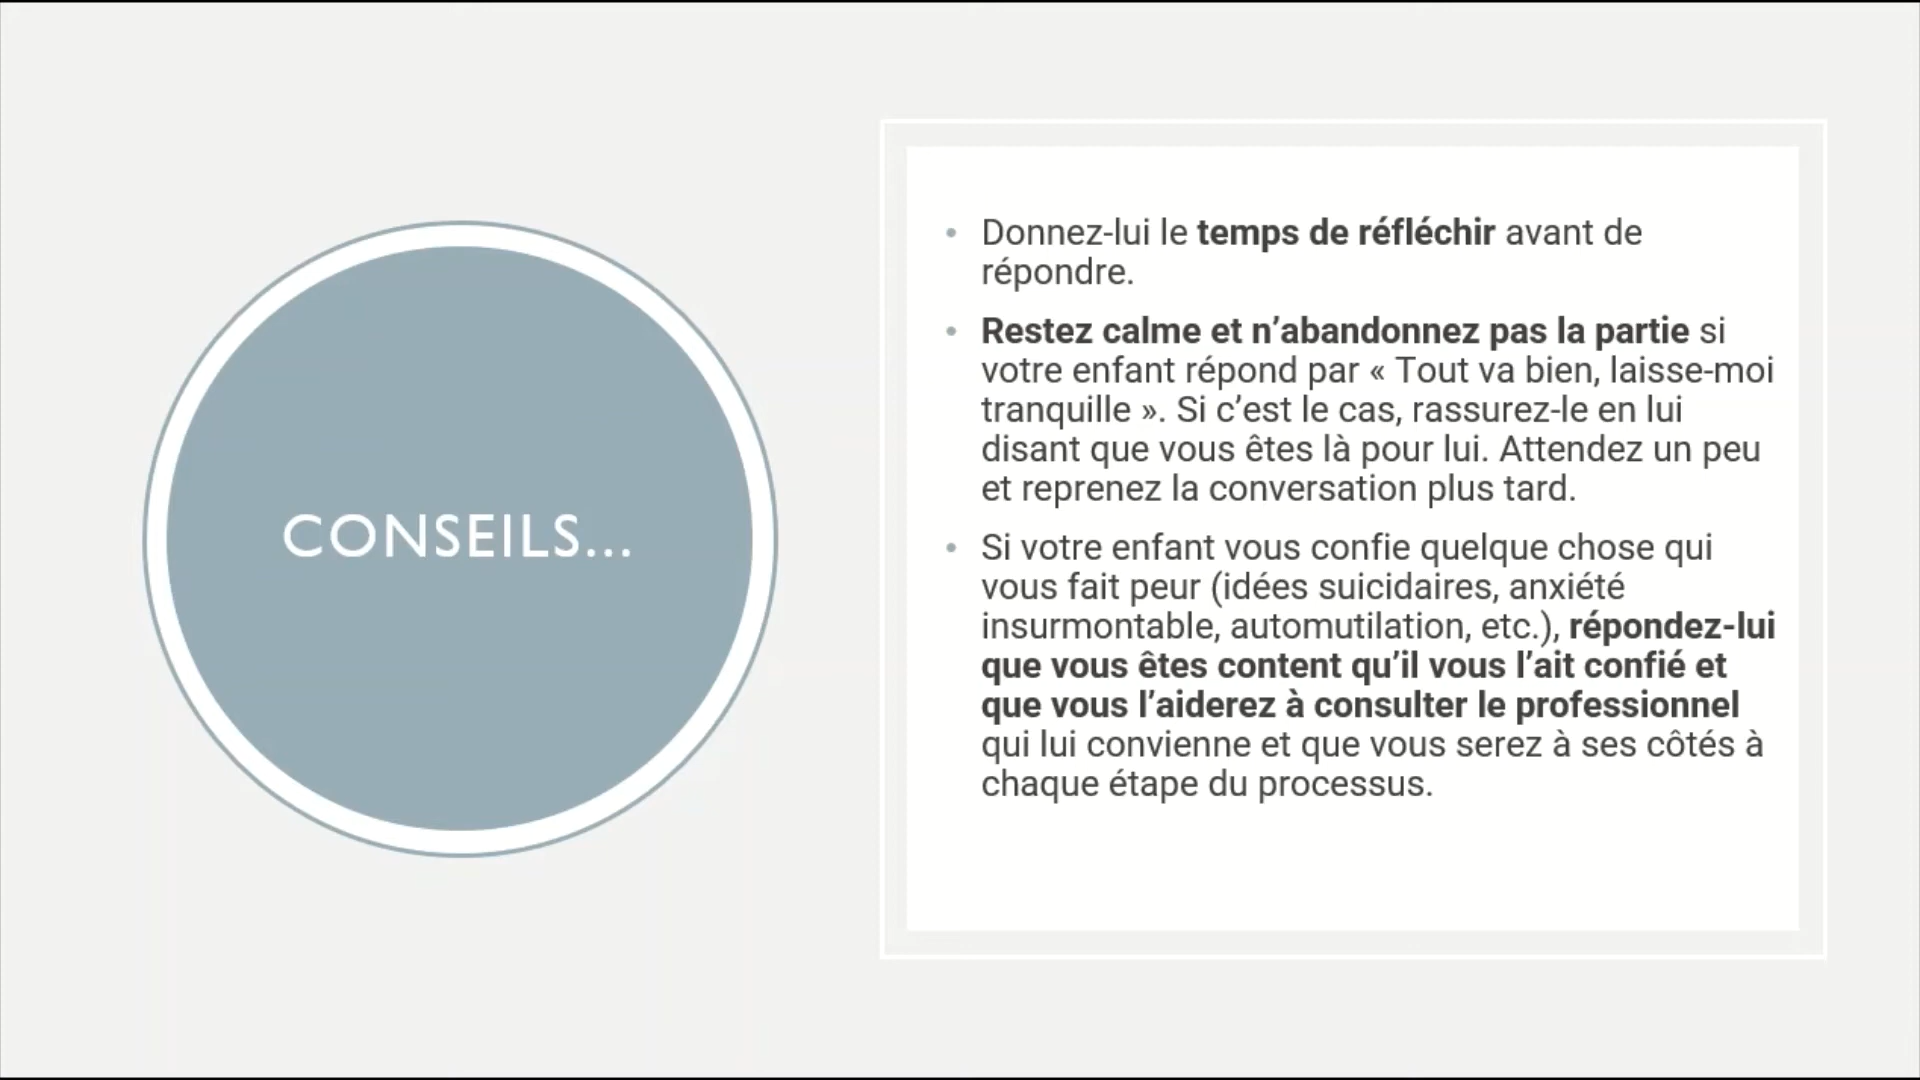 CONSEILS...
• Donnez-lui le temps de réfléchir avant de
répondre.
• Restez calme et n’abandonnez pas la partie si
votre enfant répond par « Tout va bien, laisse-moi
tranquille ». Si c’est le cas, rassurez-le en lui
disant que vous êtes là pour lui. Attendez un peu
et reprenez la conversation plus tard.
• Si votre enfant vous confie quelque chose qui
vous fait peur (idées suicidaires, anxiété
insurmontable, automutilation, etc.), répondez-lui
que vous êtes content qu’il vous l’ait confié et
que vous l’aiderez à consulter le professionnel
qui lui convienne et que vous serez à ses côtés à
chaque étape du processus.